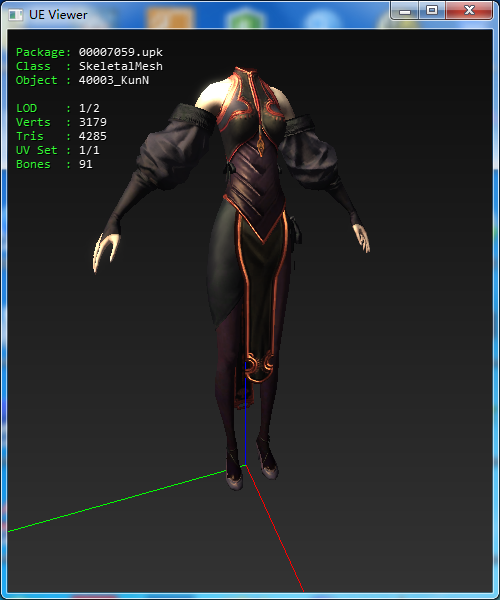 UE Viewer
Package: 00007059.upk
Class : SkeletalMesh
Object : 40003_KunN
LOD : 1/2
Verts : 3179
Tris : 4285
UV Set : 1/1
Bones : 91